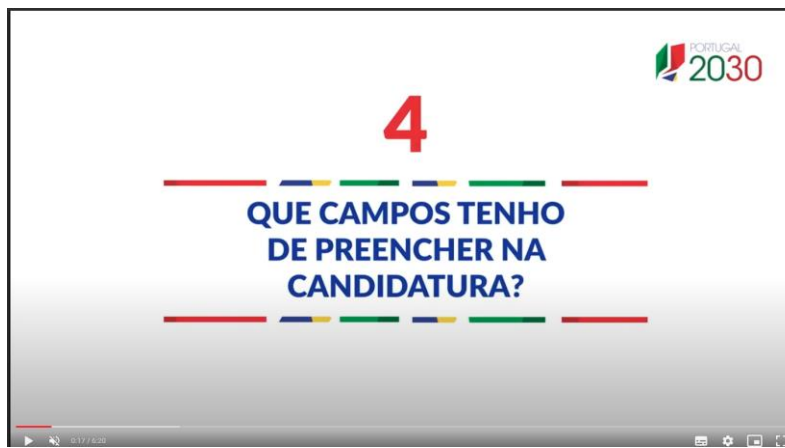 PORTUGAL
2030
4
QUE CAMPOS TENHO
DE PREENCHER NA
CANDIDATURA?
0:17 / 6:20